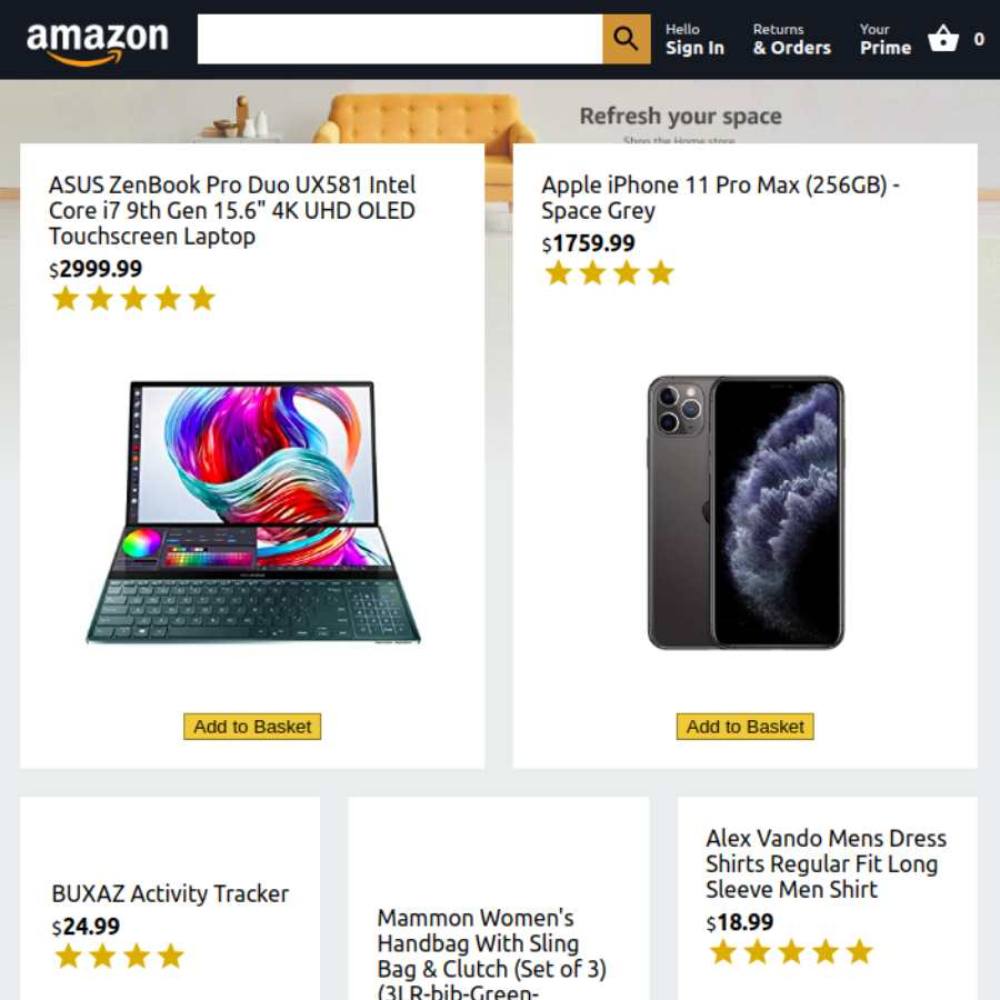 amazon
Hello
Sign In
Returns
& Orders
Your
Prime
0
Refresh your space
Shop the Home store
ASUS ZenBook Pro Duo UX581 Intel
Core i7 9th Gen 15.6" 4K UHD OLED
Touchscreen Laptop
$2999.99
Apple iPhone 11 Pro Max (256GB) -
Space Grey
$1759.99
Add to Basket
Add to Basket
BUXAZ Activity Tracker
$24.99
Mammon Women's
Handbag With Sling
Bag & Clutch (Set of 3)
(3LR-bib-Green-
Alex Vando Mens Dress
Shirts Regular Fit Long
Sleeve Men Shirt
$18.99